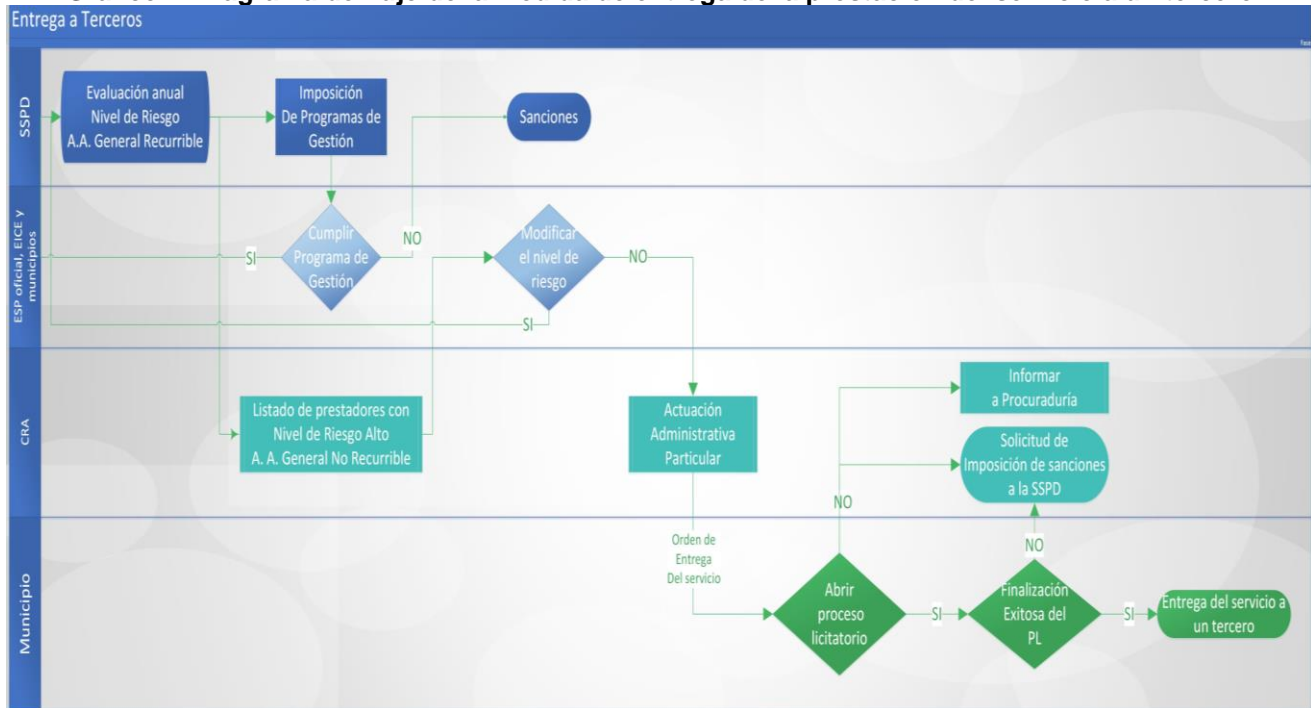 Entrega a Terceros
SSPD
Evaluación anual
Nivel de Riesgo
A.A. General Recurrible
Imposición
De Programas de
Gestión
Sanciones
ESP oficial, EICE y
municipios
SI
Cumplir
Programa de
Gestión
NO
Modificar
el nivel de
riesgo
NO
SI
CRA
Listado de prestadores con
Nivel de Riesgo Alto
A. A. General No Recurrible
Actuación
Administrativa
Particular
Informar
a Procuraduría
Solicitud de
Imposición de sanciones
a la SSPD
NO
Municipio
Orden de
Entrega
Del servicio
Abrir
proceso
licitatorio
SI
NO
Finalización
Exitosa del
PL
SI
Entrega del servicio a
un tercero